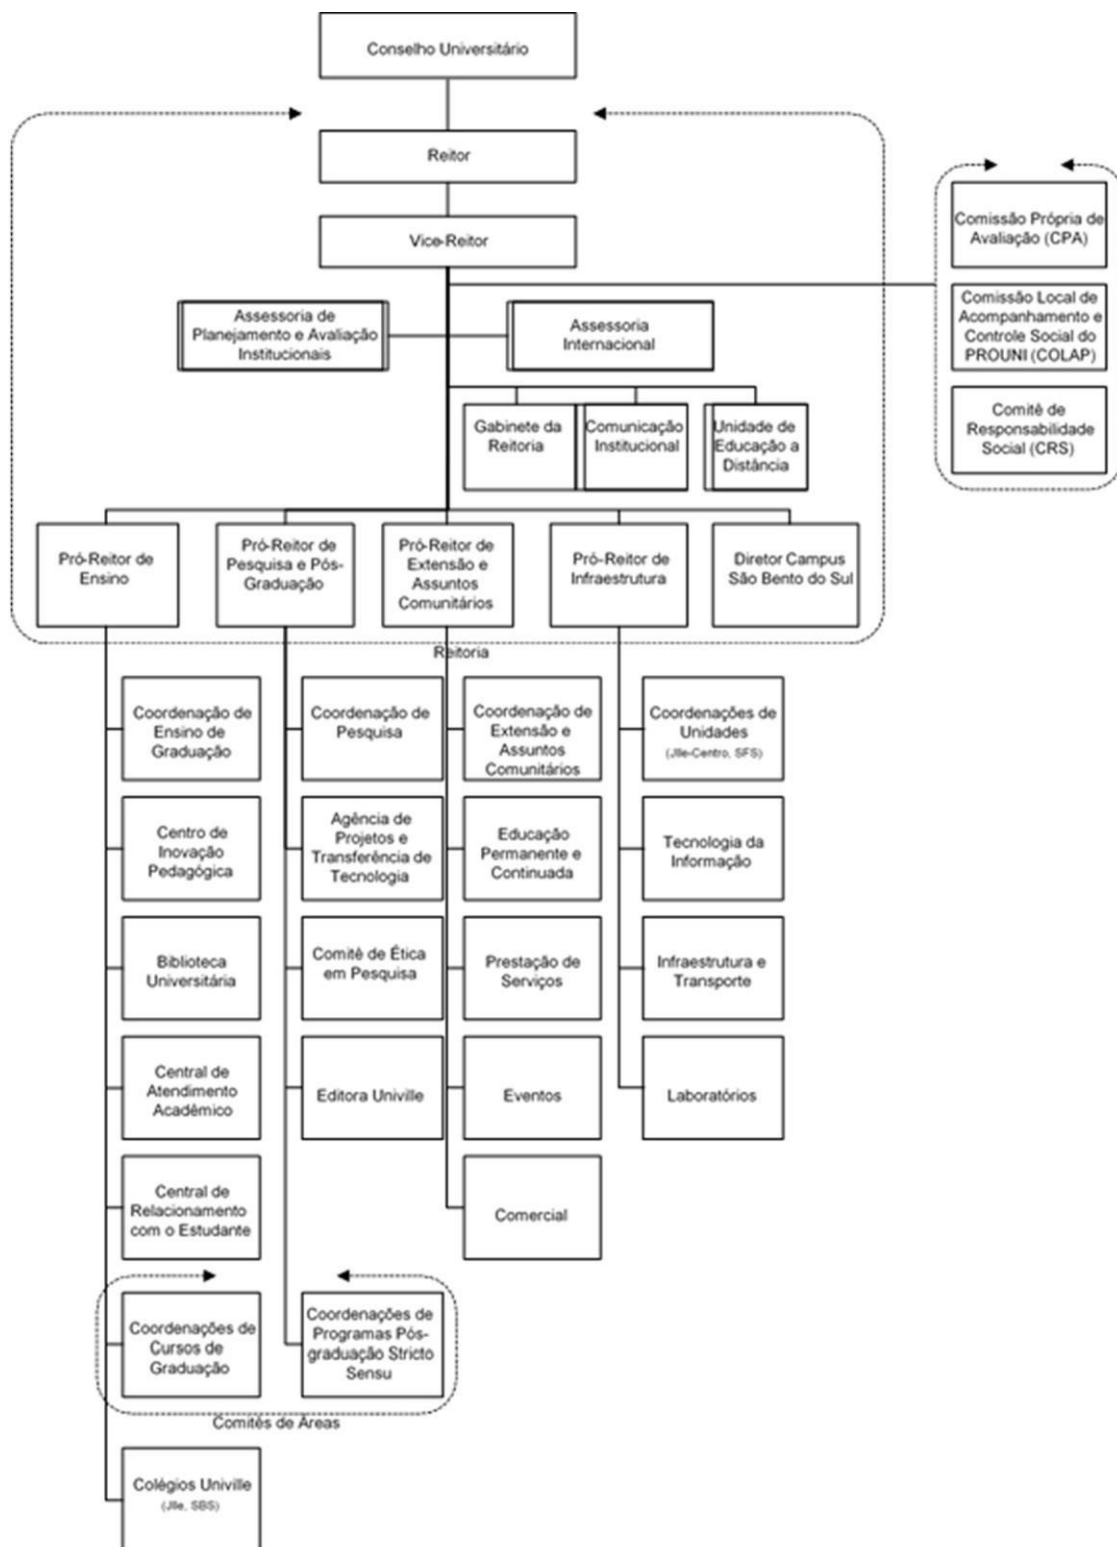 Conselho Universitário
Reitor
Vice-Reitor
Comissão Própria de
Avaliação (CPA)
Comissão Local de
Acompanhamento e
Controle Social do
PROUNI (COLAP)
Comitê de
Responsabilidade
Social (CRS)
Assessoria de
Planejamento e Avaliação
Institucionais
Assessoria
Internacional
Gabinete da
Reitoria
Comunicação
Institucional
Unidade de
Educação a
Distância
Pró-Reitor de
Ensino
Pró-Reitor de
Pesquisa e Pós-
Graduação
Pró-Reitor de
Extensão e
Assuntos
Comunitários
Pró-Reitor de
Infraestrutura
Diretor Campus
São Bento do Sul
Reitoria
Coordenação de
Ensino de
Graduação
Coordenação de
Pesquisa
Coordenação de
Extensão e
Assuntos
Comunitários
Coordenações de
Unidades
(Jlle-Centro, SFS)
Centro de
Inovação
Pedagógica
Agência de
Projetos e
Transferência de
Tecnologia
Educação
Permanente e
Continuada
Tecnologia da
Informação
Biblioteca
Universitária
Comitê de Ética
em Pesquisa
Prestação de
Serviços
Infraestrutura e
Transporte
Central de
Atendimento
Acadêmico
Editora Univille
Eventos
Laboratórios
Central de
Relacionamento
com o Estudante
Comercial
Coordenações de
Cursos de
Graduação
Coordenações de
Programas Pós-
graduação Stricto
Sensu
Comitês de Áreas
Colégios Univille
(Jlle, SBS)